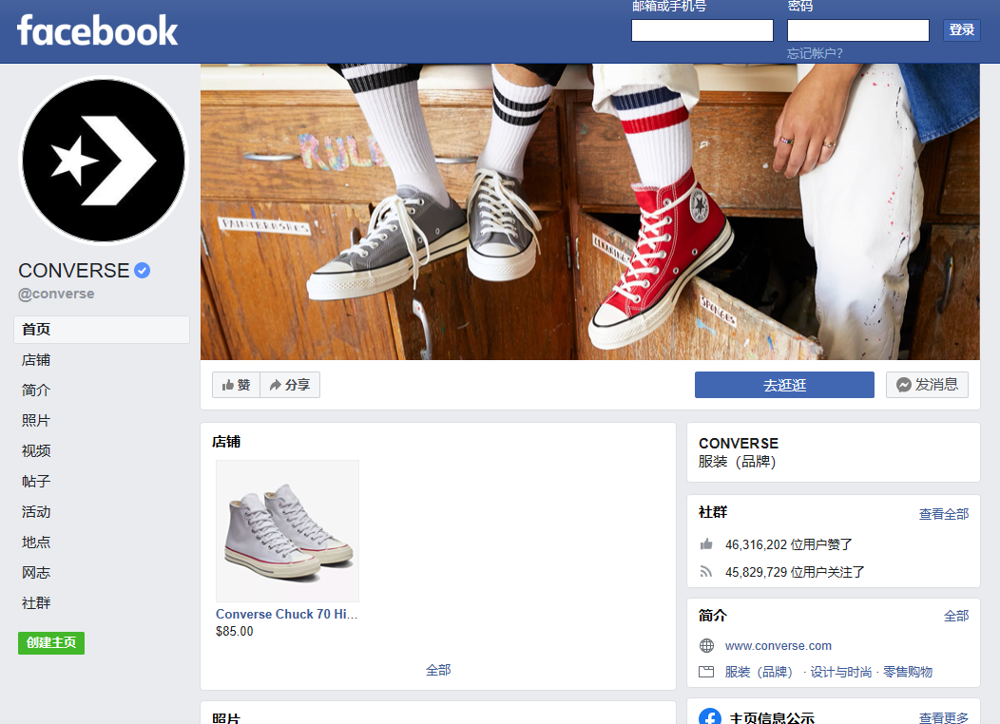 facebook
邮箱或手机号
密码
登录
忘记帐户？
CONVERSE
@converse
首页
店铺
简介
照片
视频
帖子
活动
地点
网志
社群
创建主页
RULE
PAINTBRUSHES
SPONGES
赞
分享
去逛逛
发消息
店铺
Converse Chuck 70 Hi...
$85.00
全部
照片
CONVERSE
服装（品牌）
社群
查看全部
46,316,202 位用户赞了
45,829,729 位用户关注了
简介
全部
www.converse.com
服装（品牌） · 设计与时尚 · 零售购物
主页信息公示
查看更多